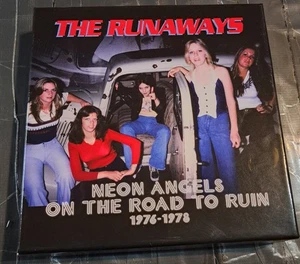 THE RUNAWAYS
NEON ANGELS
ON THE ROAD TO RUIN
1976-1978